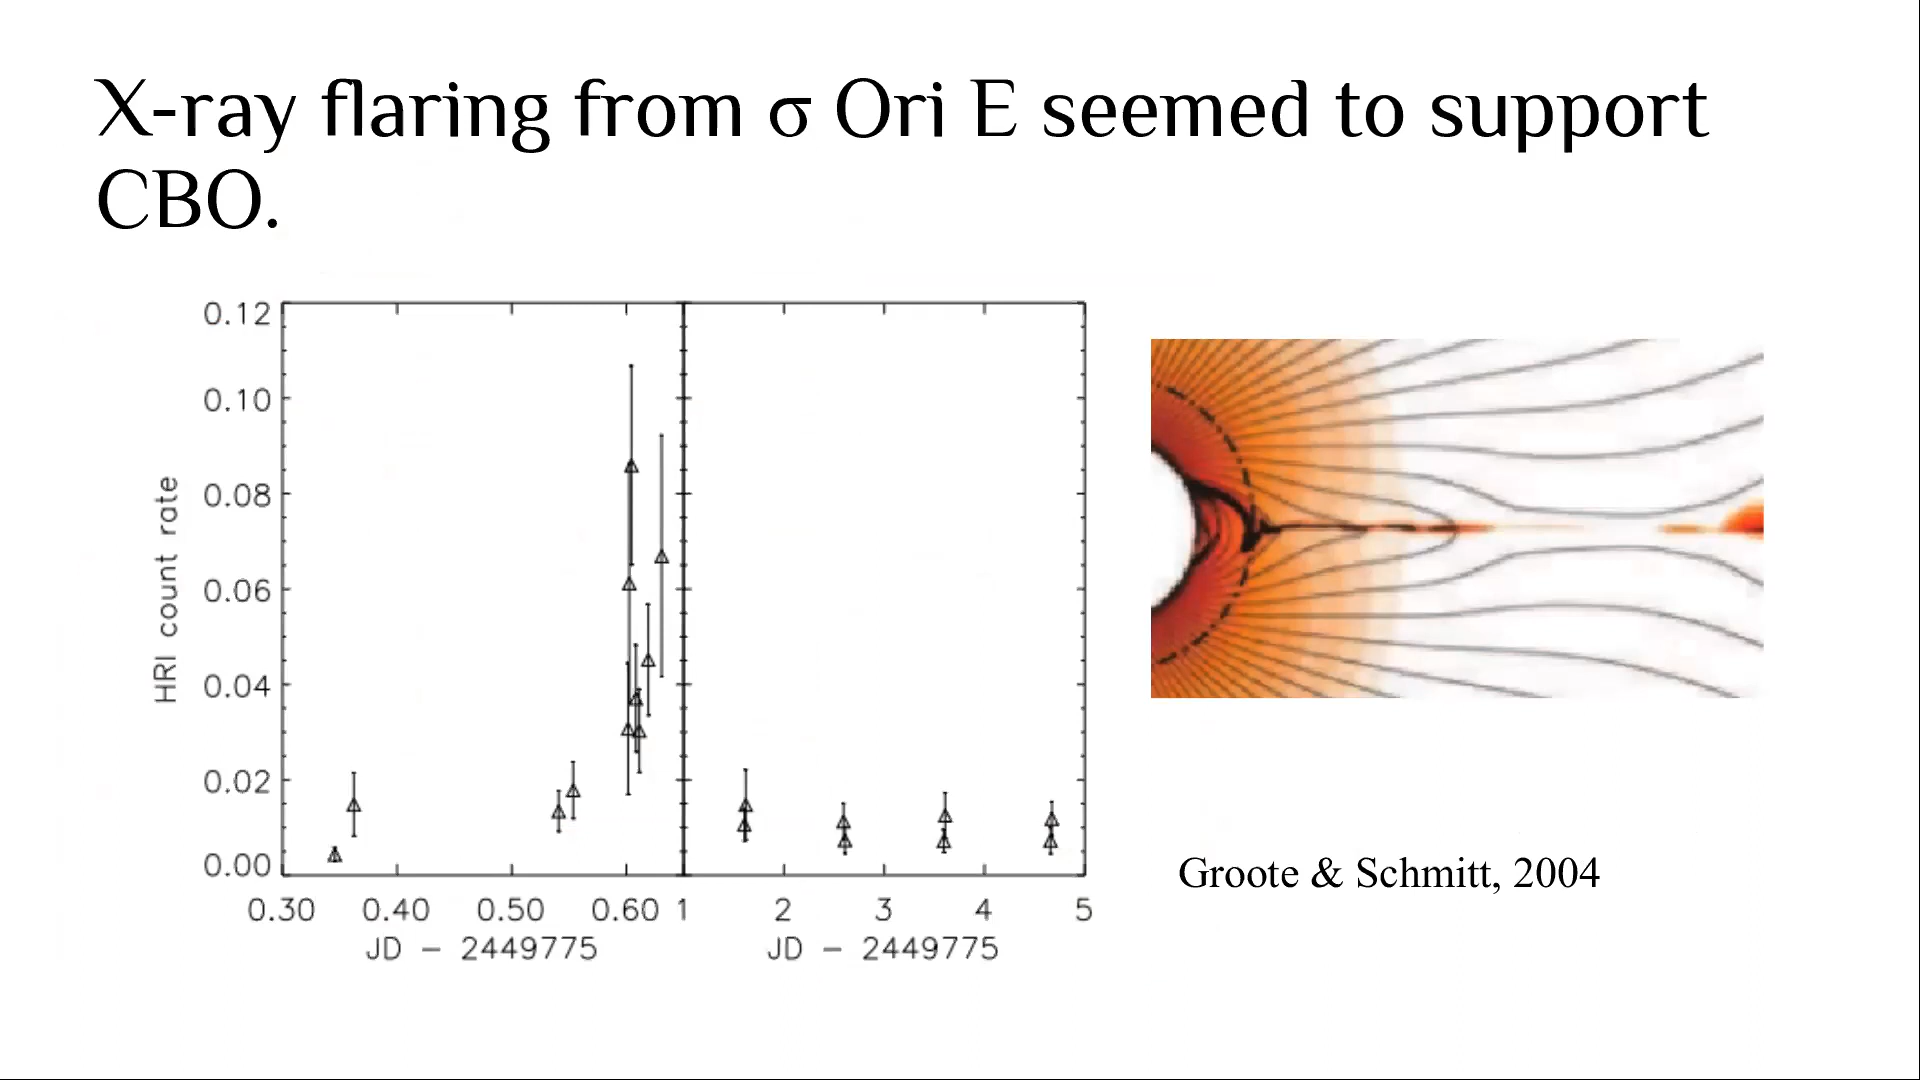 X-ray flaring from σ Ori E seemed to support
CBO.
0.12
0.10
0.08
0.06
0.04
0.02
0.00
HRI count rate
0.30 0.40 0.50 0.60 1 2 3 4 5
JD − 2449775 JD − 2449775
Groote & Schmitt, 2004